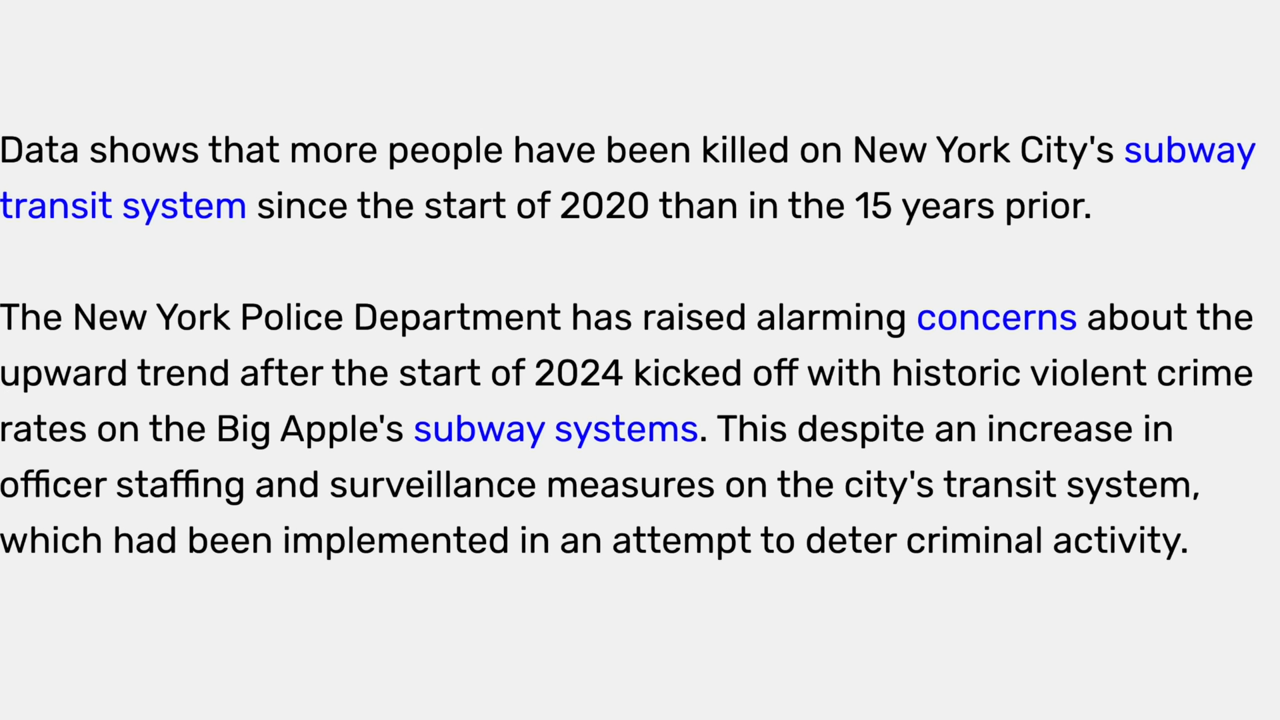 Data shows that more people have been killed on New York City's subway
transit system since the start of 2020 than in the 15 years prior.
The New York Police Department has raised alarming concerns about the
upward trend after the start of 2024 kicked off with historic violent crime
rates on the Big Apple's subway systems. This despite an increase in
officer staffing and surveillance measures on the city's transit system,
which had been implemented in an attempt to deter criminal activity.